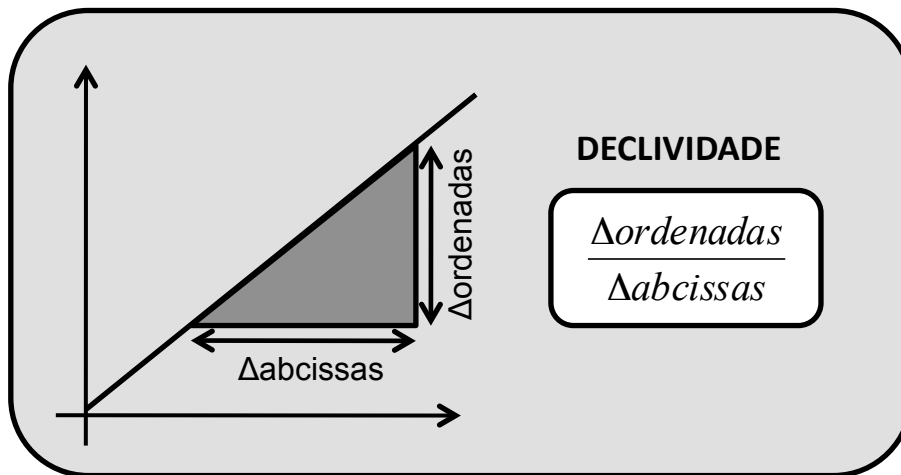 Δordenadas
Δabcissas
DECLIVIDADE
Δordenadas
Δabcissas